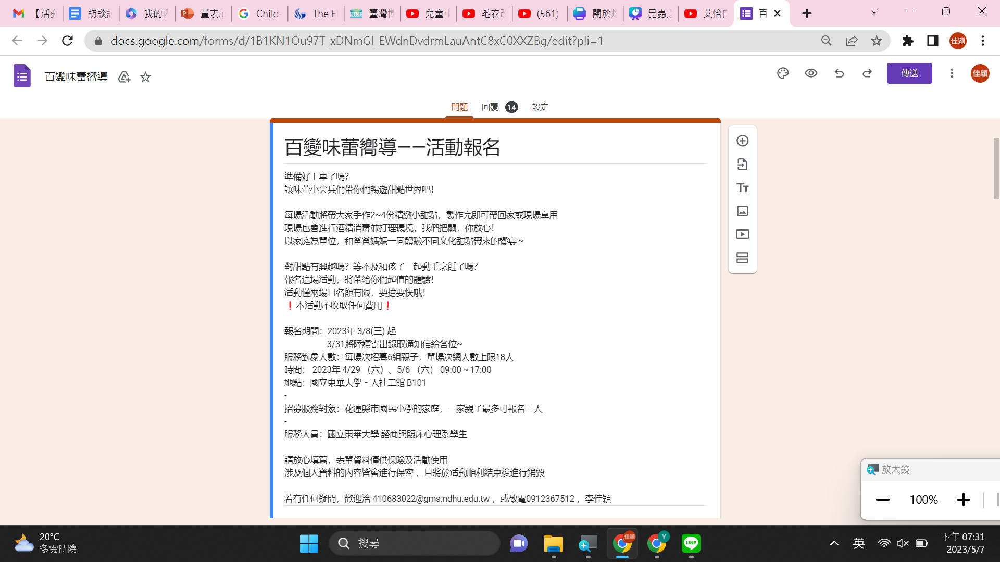 【活動
訪談訂
我的內
量表.p
Child-
The E
臺灣博
兒童中
毛衣改
(561)
關於炸
昆蟲之
艾怡良
百
docs.google.com/forms/d/1B1KN1Ou97T_xDNmGl_EWdnDvdrmLauAntC8xC0XXZBg/edit?pli=1
佳穎
百變味蕾嚮導
傳送
佳穎
問題
回覆 14
設定
百變味蕾嚮導——活動報名
準備好上車了嗎？
讓味蕾小尖兵們帶你們暢遊甜點世界吧！
每場活動將帶大家手作2~4份精緻小甜點，製作完即可帶回家或現場享用
現場也會進行酒精消毒並打理環境，我們把關，你放心！
以家庭為單位，和爸爸媽媽一同體驗不同文化甜點帶來的饗宴～
對甜點有興趣嗎？等不及和孩子一起動手烹飪了嗎？
報名這場活動，將帶給你們超值的體驗！
活動僅兩場且名額有限，要搶要快哦！
❗本活動不收取任何費用❗
報名期間：2023年 3/8(三) 起
3/31將陸續寄出錄取通知信給各位~
服務對象人數：每場次招募6組親子，單場次總人數上限18人
時間： 2023年 4/29 （六）、5/6 （六） 09:00～17:00
地點：國立東華大學 - 人社二館 B101
-
招募服務對象：花蓮縣市國民小學的家庭，一家親子最多可報名三人
-
服務人員：國立東華大學 諮商與臨床心理系學生
請放心填寫，表單資料僅供保險及活動使用
涉及個人資料的內容皆會進行保密 ，且將於活動順利結束後進行銷毀
若有任何疑問，歡迎洽 410683022@gms.ndhu.edu.tw ，或致電0912367512 ，李佳穎
放大鏡
100%
20°C
多雲時陰
搜尋
佳穎
Y
LINE
英
下午 07:31
2023/5/7